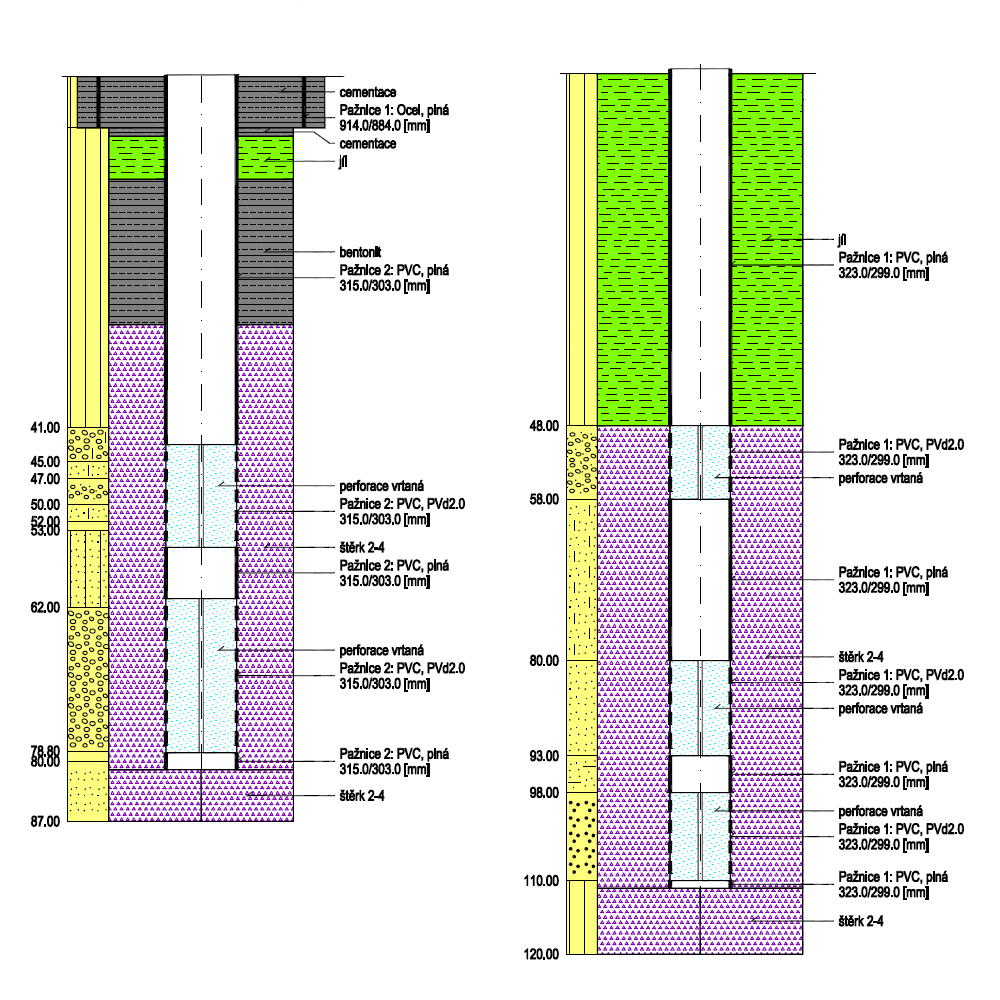 cementace
Pažnice 1: Ocel, plná
914.0/884.0 [mm]
cementace
jíl
bentonit
Pažnice 2: PVC, plná
315.0/303.0 [mm]
41.00
45.00
47.00
50.00
52.00
53.00
62.00
78.80
80.00
87.00
perforace vrtaná
Pažnice 2: PVC, PVd2.0
315.0/303.0 [mm]
štěrk 2-4
Pažnice 2: PVC, plná
315.0/303.0 [mm]
perforace vrtaná
Pažnice 2: PVC, PVd2.0
315.0/303.0 [mm]
Pažnice 2: PVC, plná
315.0/303.0 [mm]
štěrk 2-4
jíl
Pažnice 1: PVC, plná
323.0/299.0 [mm]
48.00
58.00
80.00
93.00
98.00
110.00
120.00
Pažnice 1: PVC, PVd2.0
323.0/299.0 [mm]
perforace vrtaná
Pažnice 1: PVC, plná
323.0/299.0 [mm]
štěrk 2-4
Pažnice 1: PVC, PVd2.0
323.0/299.0 [mm]
perforace vrtaná
Pažnice 1: PVC, plná
323.0/299.0 [mm]
perforace vrtaná
Pažnice 1: PVC, PVd2.0
323.0/299.0 [mm]
Pažnice 1: PVC, plná
323.0/299.0 [mm]
štěrk 2-4